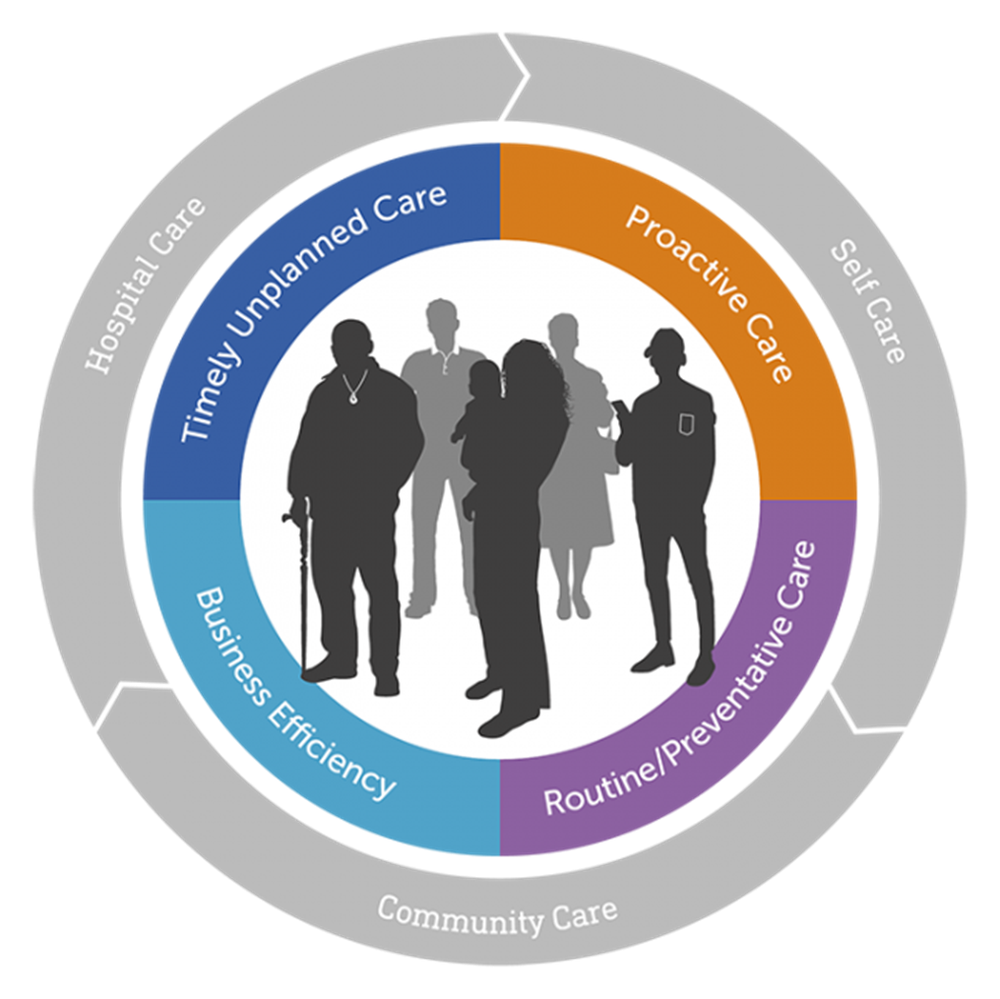 Hospital Care
Self Care
Community Care
Timely Unplanned Care
Proactive Care
Routine/Preventative Care
Business Efficiency